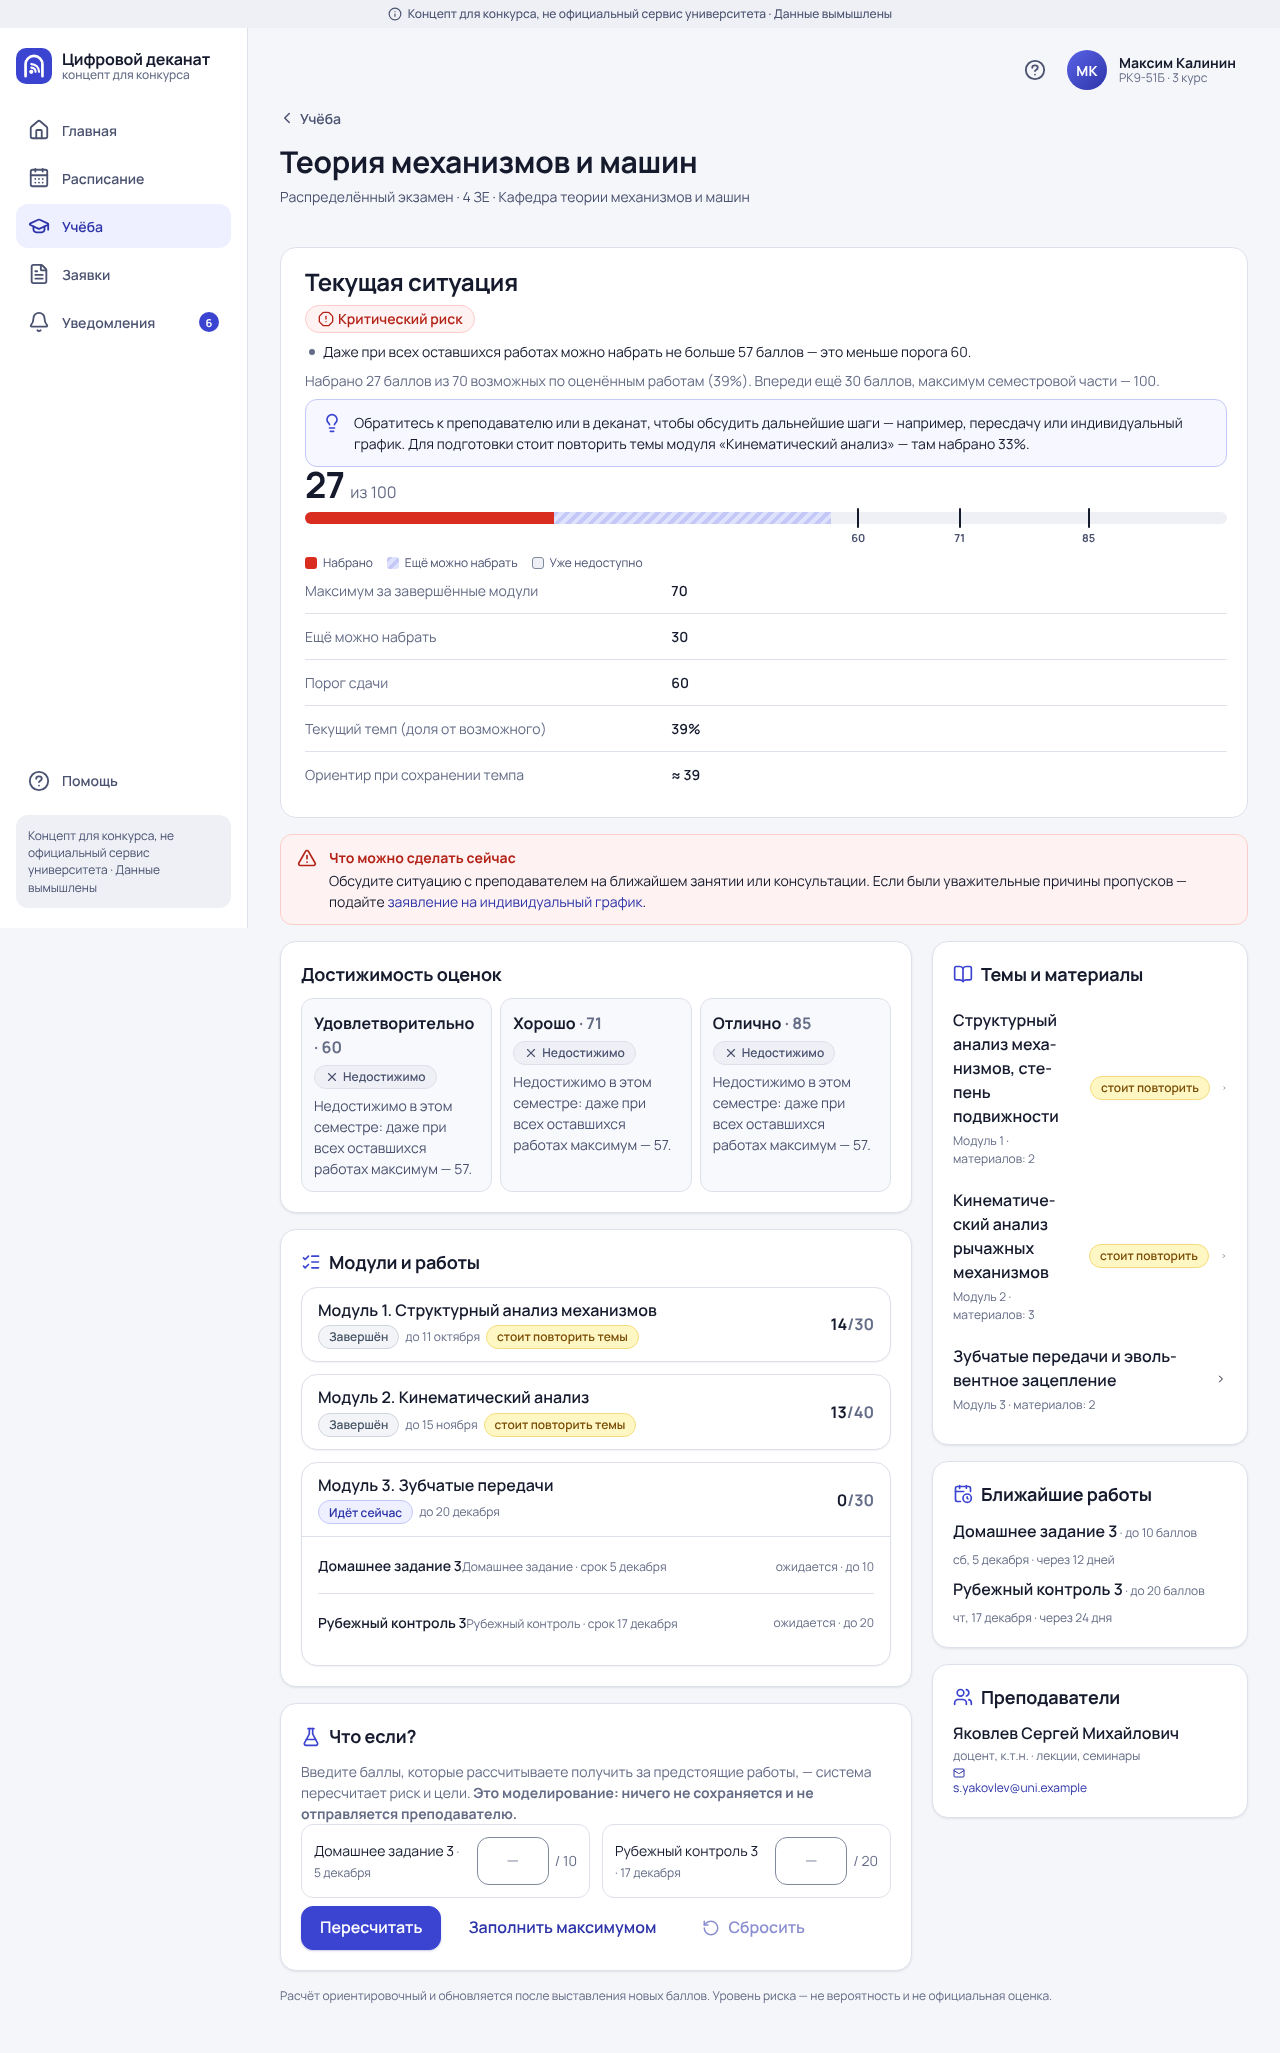 Концепт для конкурса, не официальный сервис университета · Данные вымышлены
Цифровой деканат
концепт для конкурса
Главная
Расписание
Учёба
Заявки
Уведомления
6
Помощь
Концепт для конкурса, не
официальный сервис
университета · Данные
вымышлены
МК
Максим Калинин
РК9-51Б · 3 курс
Учёба
Теория механизмов и машин
Распределённый экзамен · 4 ЗЕ · Кафедра теории механизмов и машин
Текущая ситуация
Критический риск
Даже при всех оставшихся работах можно набрать не больше 57 баллов — это меньше порога 60.
Набрано 27 баллов из 70 возможных по оценённым работам (39%). Впереди ещё 30 баллов, максимум семестровой части — 100.
Обратитесь к преподавателю или в деканат, чтобы обсудить дальнейшие шаги — например, пересдачу или индивидуальный
график. Для подготовки стоит повторить темы модуля «Кинематический анализ» — там набрано 33%.
27 из 100
60
71
85
Набрано
Ещё можно набрать
Уже недоступно
Максимум за завершённые модули
70
Ещё можно набрать
30
Порог сдачи
60
Текущий темп (доля от возможного)
39%
Ориентир при сохранении темпа
≈ 39
Что можно сделать сейчас
Обсудите ситуацию с преподавателем на ближайшем занятии или консультации. Если были уважительные причины пропусков —
подайте заявление на индивидуальный график.
Достижимость оценок
Удовлетворительно
· 60
Недостижимо
Недостижимо в этом
семестре: даже при
всех оставшихся
работах максимум — 57.
Хорошо · 71
Недостижимо
Недостижимо в этом
семестре: даже при
всех оставшихся
работах максимум — 57.
Отлично · 85
Недостижимо
Недостижимо в этом
семестре: даже при
всех оставшихся
работах максимум — 57.
Модули и работы
Модуль 1. Структурный анализ механизмов
Завершён
до 11 октября
стоит повторить темы
14/30
Модуль 2. Кинематический анализ
Завершён
до 15 ноября
стоит повторить темы
13/40
Модуль 3. Зубчатые передачи
Идёт сейчас
до 20 декабря
0/30
Домашнее задание 3Домашнее задание · срок 5 декабря
ожидается · до 10
Рубежный контроль 3Рубежный контроль · срок 17 декабря
ожидается · до 20
Что если?
Введите баллы, которые рассчитываете получить за предстоящие работы, — система
пересчитает риск и цели. Это моделирование: ничего не сохраняется и не
отправляется преподавателю.
Домашнее задание 3 ·
5 декабря
—
/ 10
Рубежный контроль 3
· 17 декабря
—
/ 20
Пересчитать
Заполнить максимумом
Сбросить
Темы и материалы
Структурный
анализ меха-
низмов, сте-
пень
подвижности
Модуль 1 ·
материалов: 2
стоит повторить
Кинематиче-
ский анализ
рычажных
механизмов
Модуль 2 ·
материалов: 3
стоит повторить
Зубчатые передачи и эволь-
вентное зацепление
Модуль 3 · материалов: 2
Ближайшие работы
Домашнее задание 3 · до 10 баллов
сб, 5 декабря · через 12 дней
Рубежный контроль 3 · до 20 баллов
чт, 17 декабря · через 24 дня
Преподаватели
Яковлев Сергей Михайлович
доцент, к.т.н. · лекции, семинары
s.yakovlev@uni.example
Расчёт ориентировочный и обновляется после выставления новых баллов. Уровень риска — не вероятность и не официальная оценка.